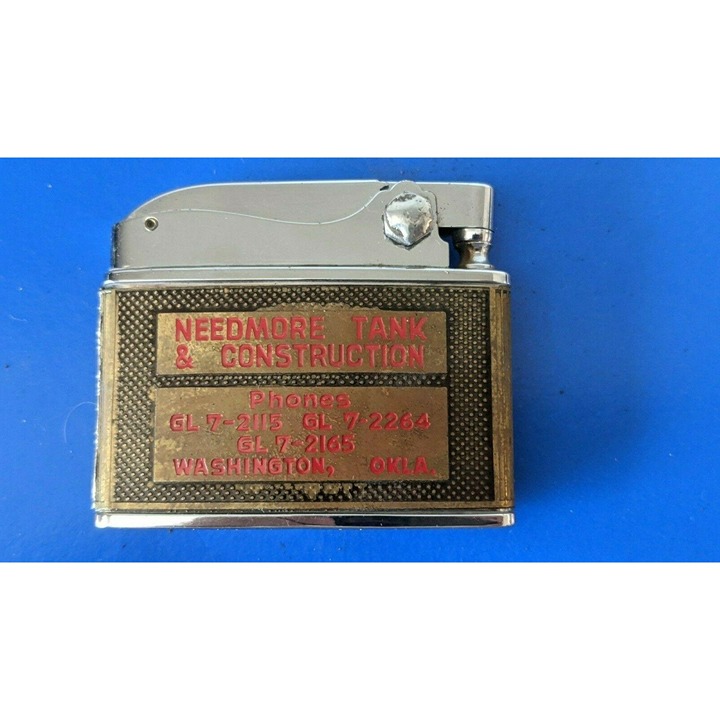 NEEDMORE TANK
& CONSTRUCTION
Phones
GL 7-2115 GL 7-2264
GL 7-2165
WASHINGTON, OKLA.